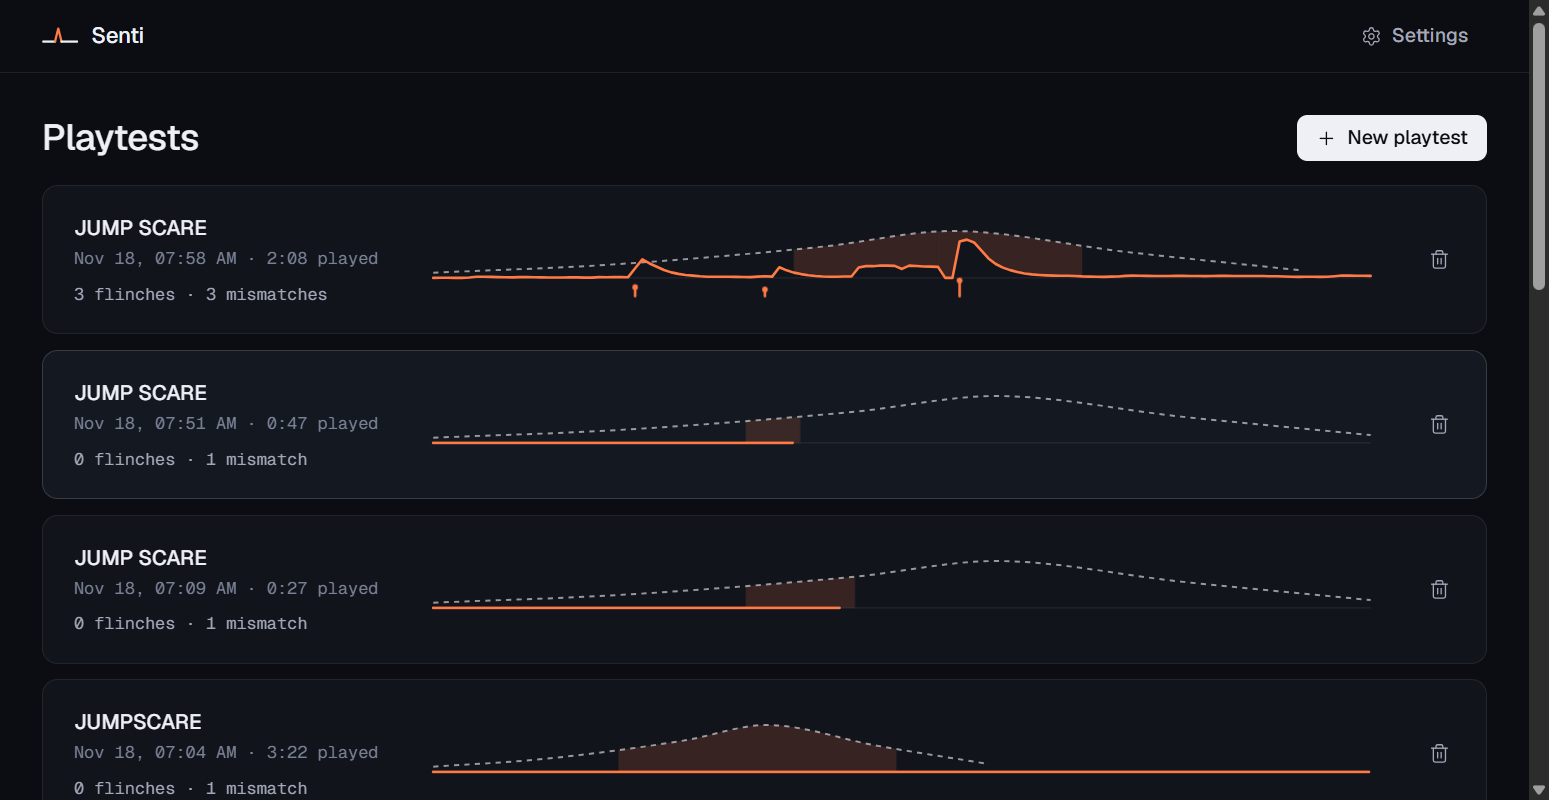 Senti
Settings
Playtests
New playtest
JUMP SCARE
Nov 18, 07:58 AM · 2:08 played
3 flinches · 3 mismatches
JUMP SCARE
Nov 18, 07:51 AM · 0:47 played
0 flinches · 1 mismatch
JUMP SCARE
Nov 18, 07:09 AM · 0:27 played
0 flinches · 1 mismatch
JUMPSCARE
Nov 18, 07:04 AM · 3:22 played
0 flinches · 1 mismatch